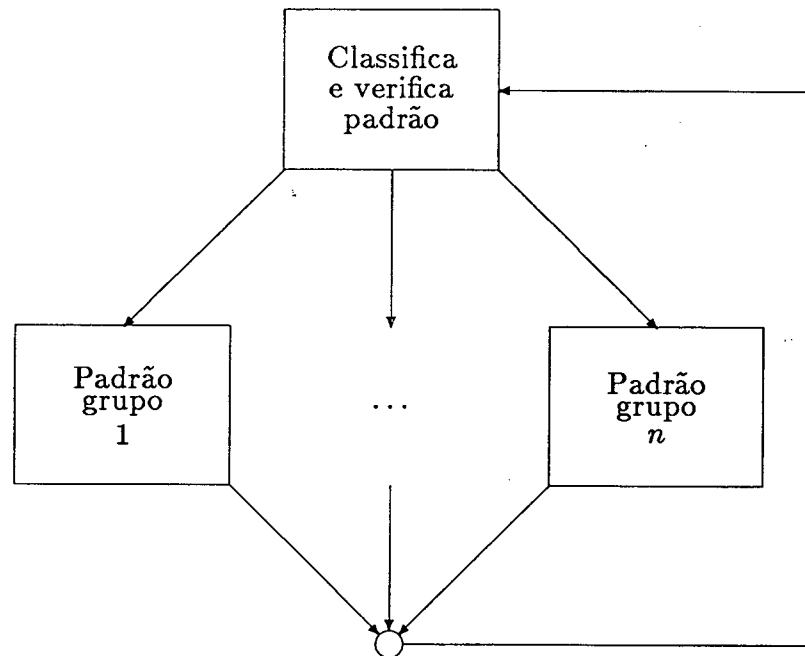 Classifica
e verifica
padrão
Padrão
grupo
1
...
Padrão
grupo
n